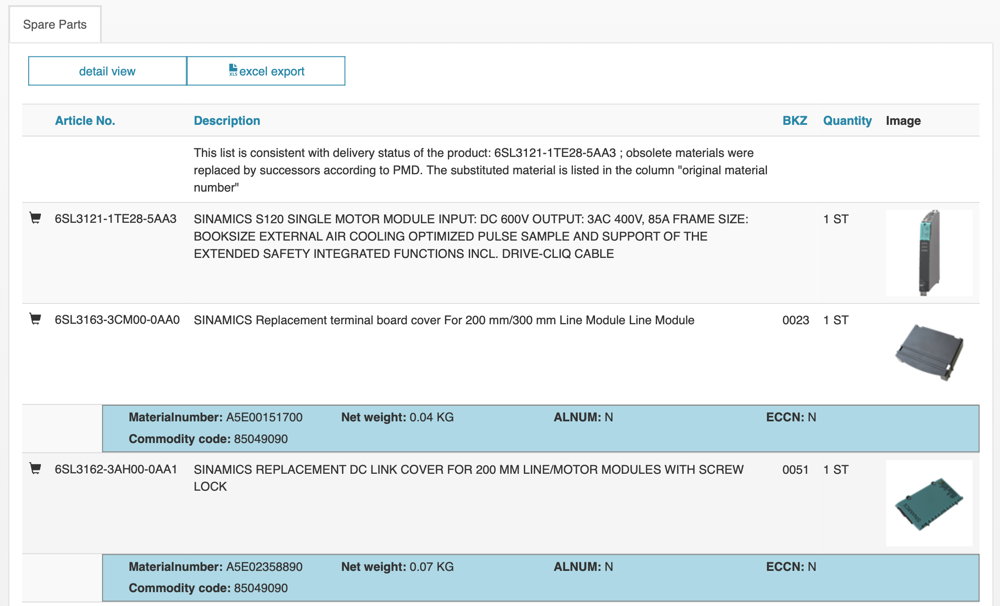 Spare Parts
detail view
XLS excel export
Article No. Description BKZ Quantity Image
This list is consistent with delivery status of the product: 6SL3121-1TE28-5AA3 ; obsolete materials were
replaced by successors according to PMD. The substituted material is listed in the column "original material
number"
6SL3121-1TE28-5AA3 SINAMICS S120 SINGLE MOTOR MODULE INPUT: DC 600V OUTPUT: 3AC 400V, 85A FRAME SIZE: 1 ST
BOOKSIZE EXTERNAL AIR COOLING OPTIMIZED PULSE SAMPLE AND SUPPORT OF THE
EXTENDED SAFETY INTEGRATED FUNCTIONS INCL. DRIVE-CLIQ CABLE
6SL3163-3CM00-0AA0 SINAMICS Replacement terminal board cover For 200 mm/300 mm Line Module Line Module 0023 1 ST
Materialnumber: A5E00151700 Net weight: 0.04 KG ALNUM: N ECCN: N
Commodity code: 85049090
6SL3162-3AH00-0AA1 SINAMICS REPLACEMENT DC LINK COVER FOR 200 MM LINE/MOTOR MODULES WITH SCREW 0051 1 ST
LOCK
SINAMICS
Materialnumber: A5E02358890 Net weight: 0.07 KG ALNUM: N ECCN: N
Commodity code: 85049090